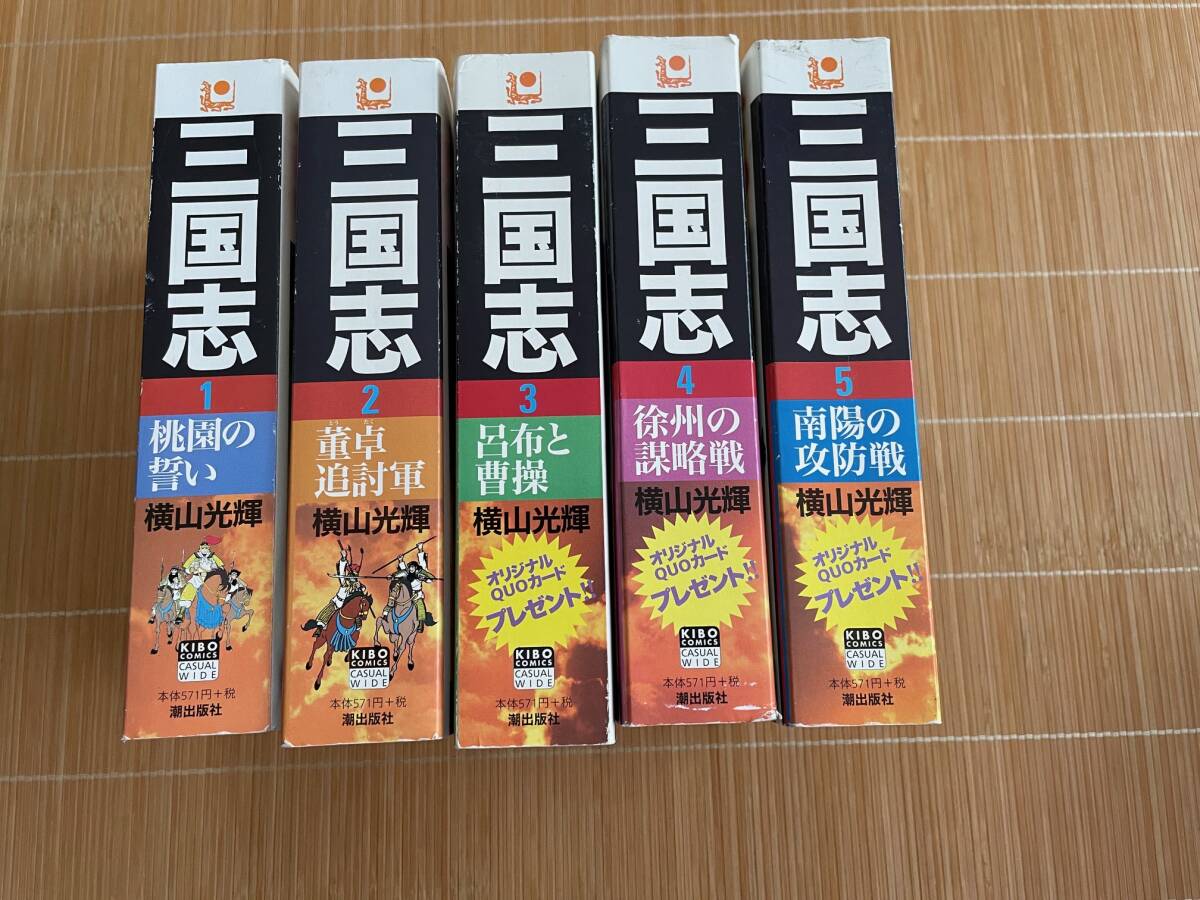 三国志
1
桃園の
誓い
横山光輝
KIBO
COMICS
CASUAL
WIDE
本体571円+税
潮出版社
三国志
2
とう たく
董卓
追討軍
横山光輝
KIBO
COMICS
CASUAL
WIDE
本体571円+税
潮出版社
三国志
3
呂布と
曹操
横山光輝
オリジナル
QUOカード
プレゼント!!
KIBO
COMICS
CASUAL
WIDE
本体571円+税
潮出版社
三国志
4
徐州の
謀略戦
横山光輝
オリジナル
QUOカード
プレゼント!!
KIBO
COMICS
CASUAL
WIDE
本体571円+税
潮出版社
三国志
5
南陽の
攻防戦
横山光輝
オリジナル
QUOカード
プレゼント!!
KIBO
COMICS
CASUAL
WIDE
本体571円+税
潮出版社